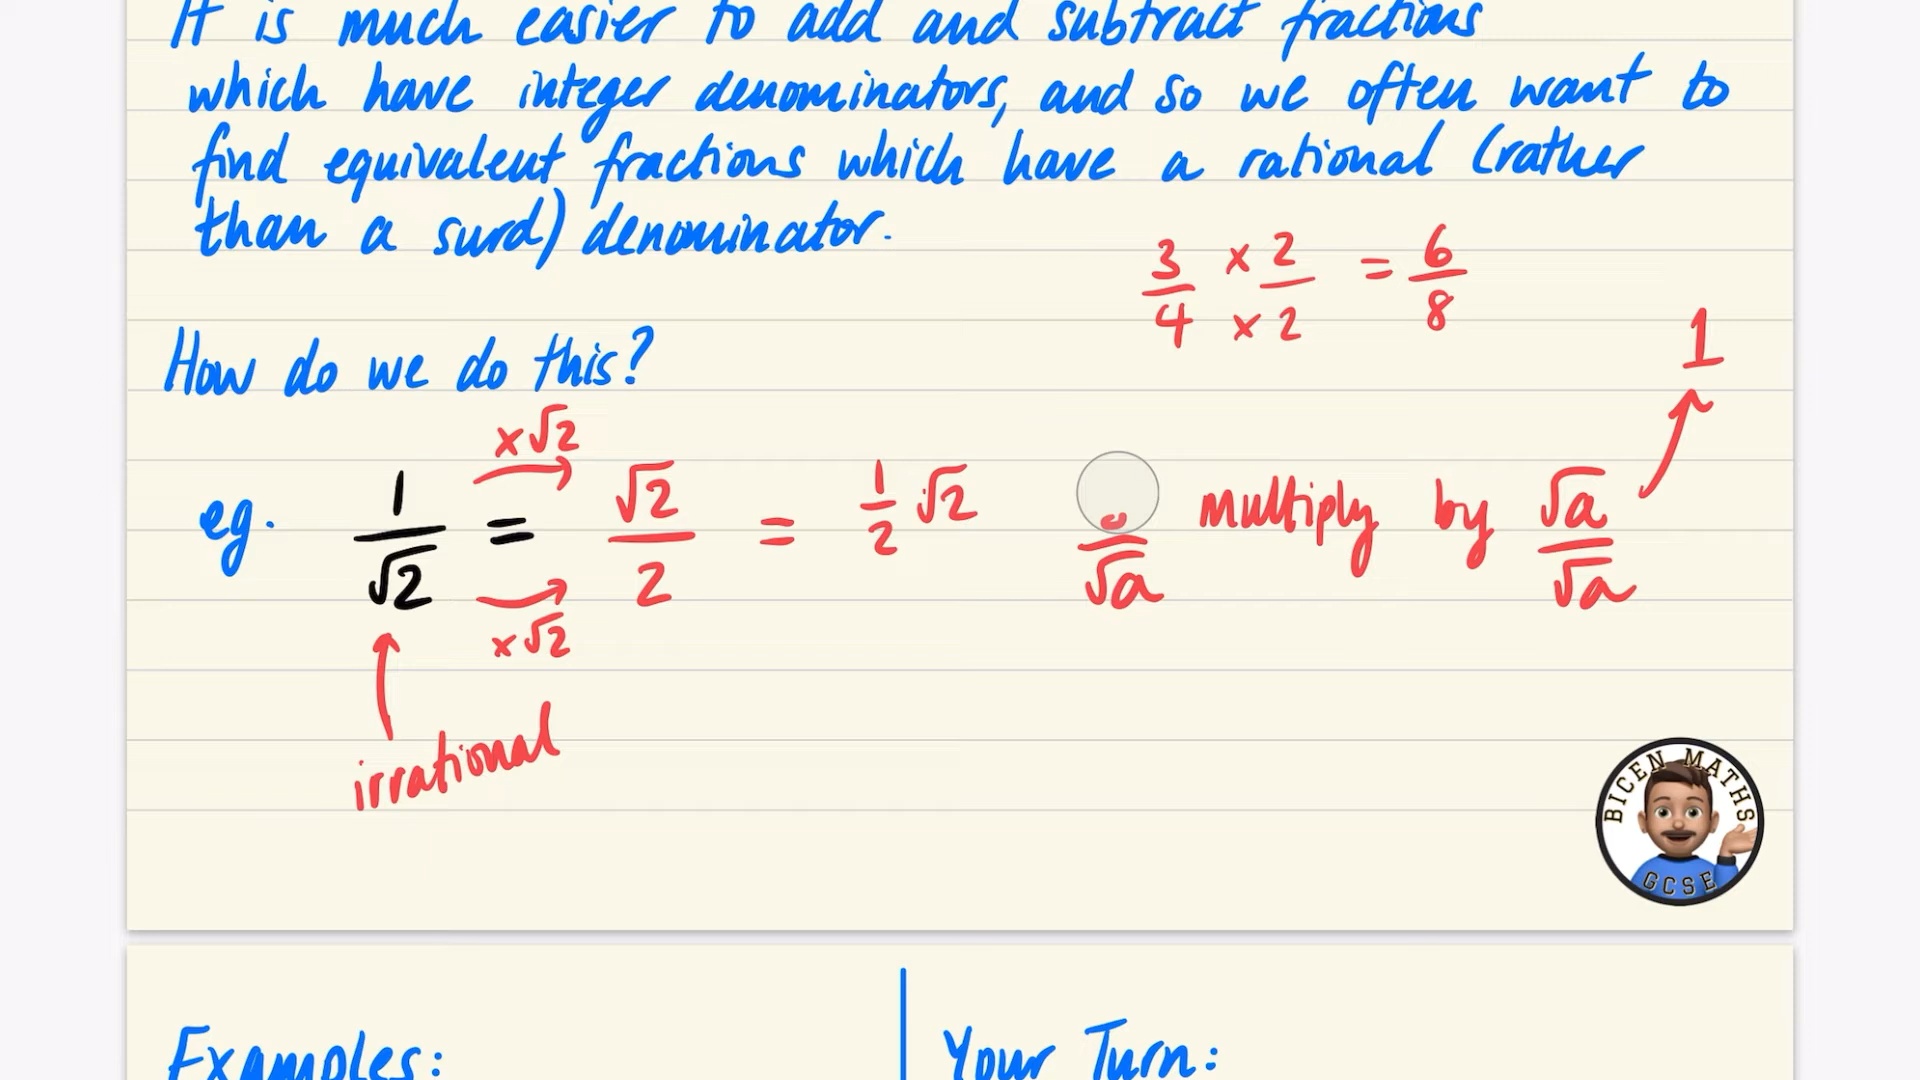 It is much easier to add and subtract fractions
which have integer denominators, and so we often want to
find equivalent fractions which have a rational (rather
than a surd) denominator.
3/4 ×2/×2 = 6/8
How do we do this?
1
×√2
eg. 1/√2 = √2/2 = 1/2 √2
/√a multiply by √a/√a
×√2
irrational
BICEN MATHS
GCSE
Examples:
Your Turn: